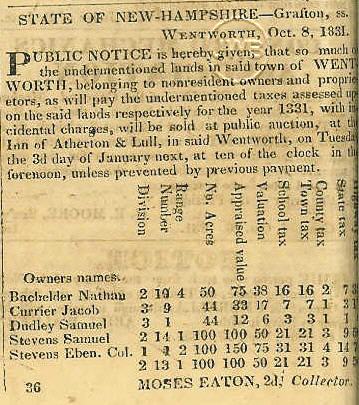 STATE OF NEW-HAMPSHIRE—Grafton, ss.
WENTWORTH, Oct. 8, 1831.
PUBLIC NOTICE is hereby given, that so much o
the undermentioned lands in said town of WENT
WORTH, belonging to nonresident owners and propri
etors, as will pay the undermentioned taxes assessed up
on the said lands respectively for the year 1331, with in
cidental charges, will be sold at public auction, at the
Inn of Atherton & Lull, in said Wentworth, on Tuesda
the 3d day of January next, at ten of the clock in th
forenoon, unless prevented by previous payment.
Owners names. Division Number Range No. Acres Appraised value Valuation School tax Town tax County tax State tax
Bachelder Nathan 2 10 4 50 75 38 16 16 2 7
Currier Jacob 3 9 44 33 17 7 7 1 3
Dudley Samuel 3 1 44 12 6 3 3 1 1
Stevens Samuel 2 14 1 100 100 50 21 21 3 9
Stevens Eben. Col. 1 4 2 100 150 75 31 31 4 14
2 13 1 100 100 50 21 21 3 9
36 MOSES EATON, 2d, Collector.